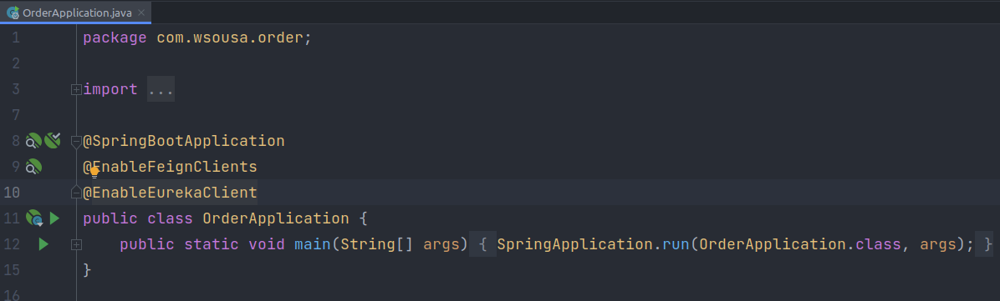 OrderApplication.java
1 package com.wsousa.order;
2
3 import ...
7
8 @SpringBootApplication
9 @EnableFeignClients
10 @EnableEurekaClient
11 public class OrderApplication {
12 public static void main(String[] args) { SpringApplication.run(OrderApplication.class, args); }
15 }
16